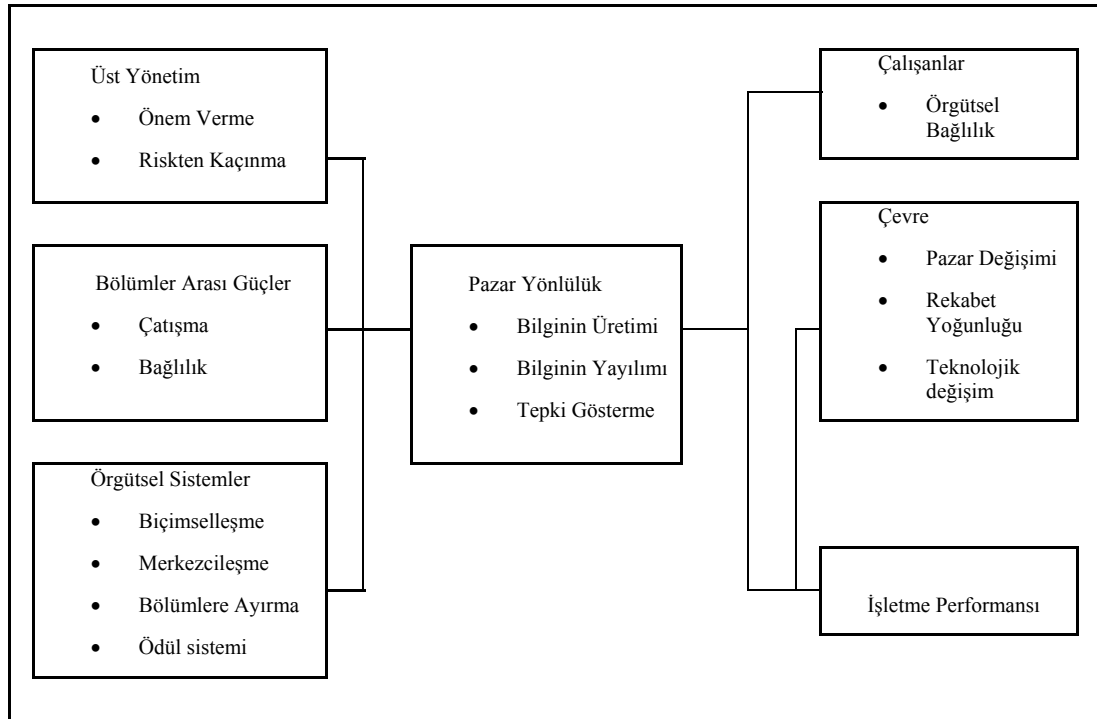 Üst Yönetim
• Önem Verme
• Riskten Kaçınma
Bölümler Arası Güçler
• Çatışma
• Bağlılık
Örgütsel Sistemler
• Biçimselleşme
• Merkezcileşme
• Bölümlere Ayırma
• Ödül sistemi
Pazar Yönlülük
• Bilginin Üretimi
• Bilginin Yayılımı
• Tepki Gösterme
Çalışanlar
• Örgütsel
Bağlılık
Çevre
• Pazar Değişimi
• Rekabet
Yoğunluğu
• Teknolojik
değişim
İşletme Performansı